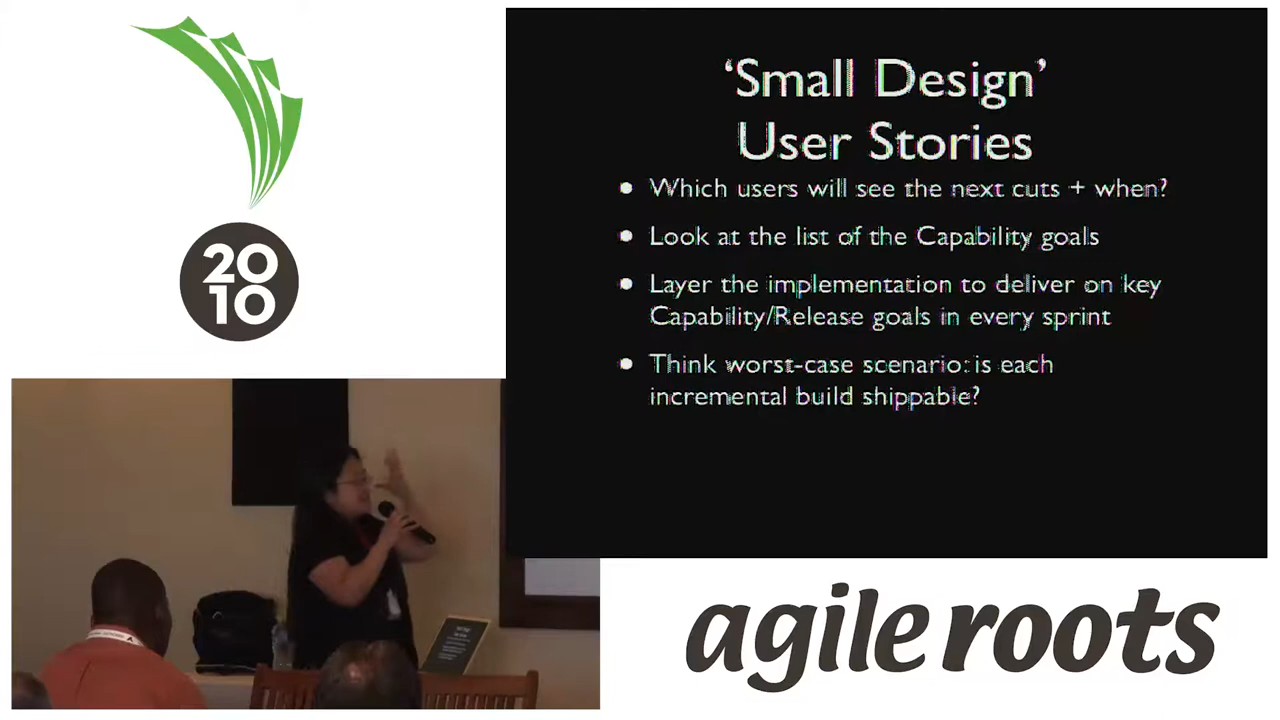 20
10
‘Small Design’
User Stories
• Which users will see the next cuts + when?
• Look at the list of the Capability goals
• Layer the implementation to deliver on key
Capability/Release goals in every sprint
• Think worst-case scenario: is each
incremental build shippable?
agile roots